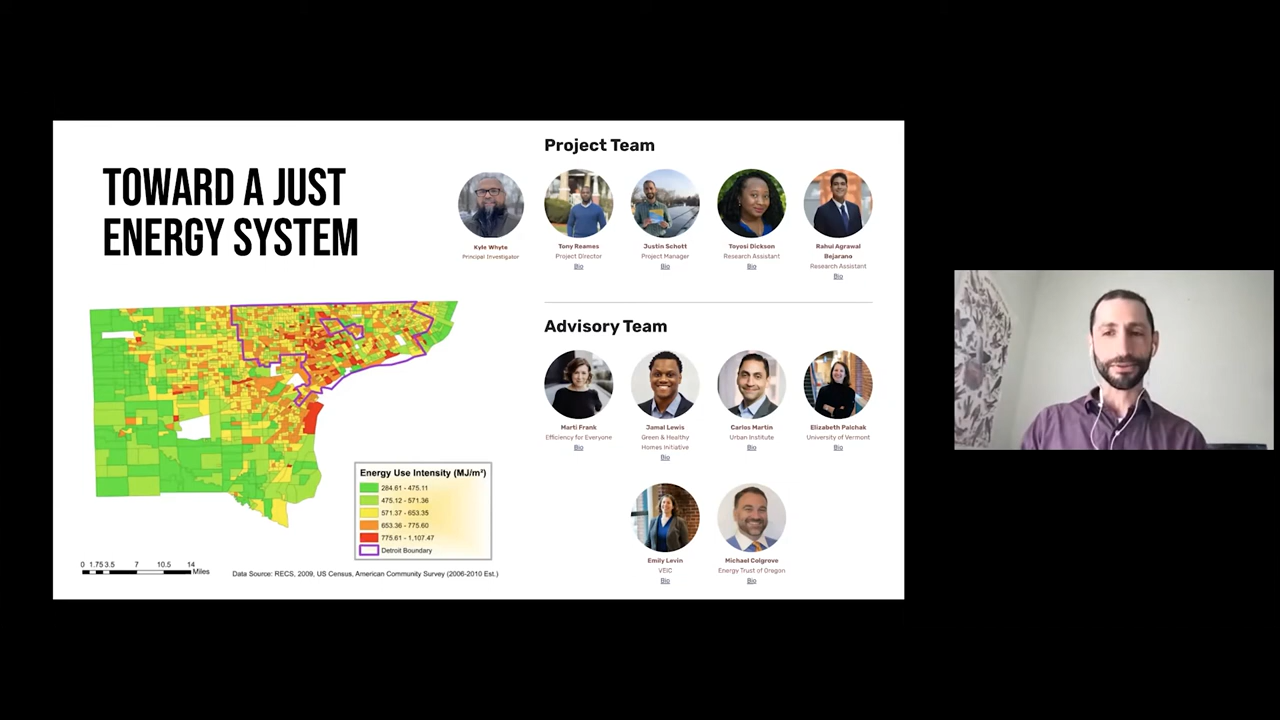 TOWARD A JUST
ENERGY SYSTEM
Project Team
Kyle Whyte
Principal Investigator
Tony Reames
Project Director
Bio
Justin Schott
Project Manager
Bio
Toyosi Dickson
Research Assistant
Bio
Rahul Agrawal
Bejarano
Research Assistant
Bio
Advisory Team
Marti Frank
Efficiency for Everyone
Bio
Jamal Lewis
Green & Healthy
Homes Initiative
Bio
Carlos Martin
Urban Institute
Bio
Elizabeth Palchak
University of Vermont
Bio
Emily Levin
VEIC
Bio
Michael Colgrove
Energy Trust of Oregon
Bio
Energy Use Intensity (MJ/m²)
284.61 - 475.11
475.12 - 571.36
571.37 - 653.35
653.36 - 775.60
775.61 - 1,107.47
Detroit Boundary
0 1.75 3.5 7 10.5 14
Miles
Data Source: RECS, 2009, US Census, American Community Survey (2006-2010 Est.)